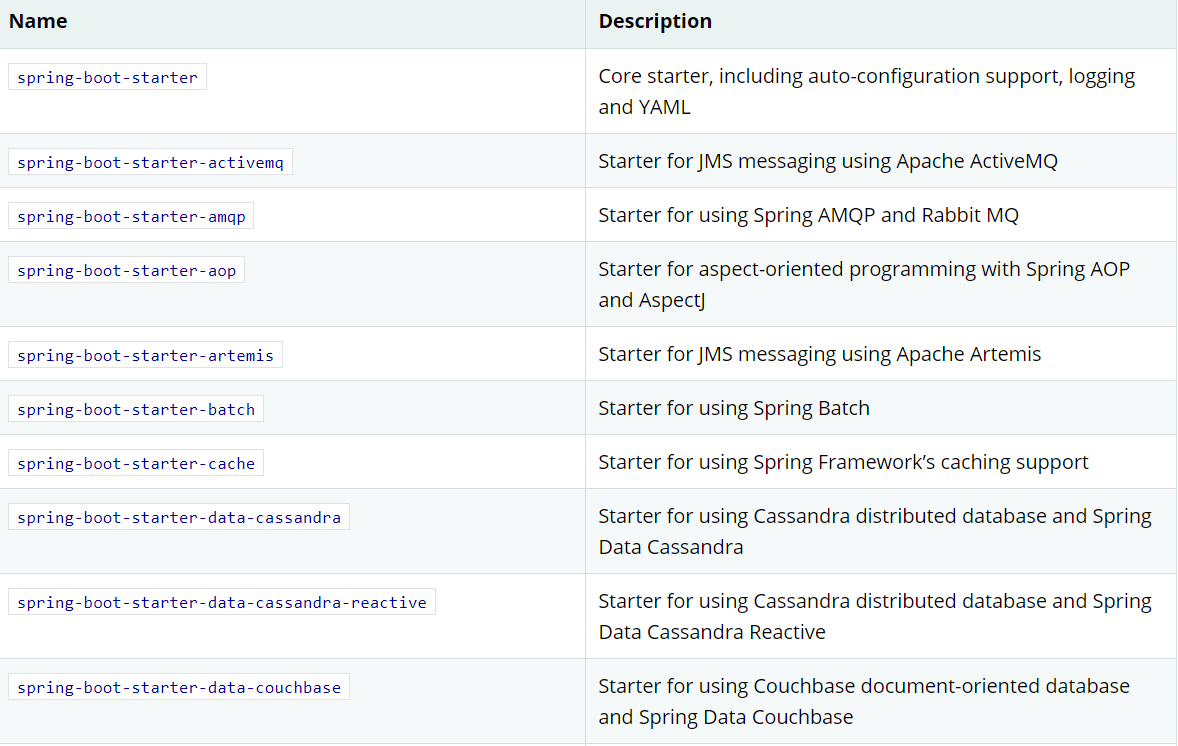 Name Description
spring-boot-starter Core starter, including auto-configuration support, logging
and YAML
spring-boot-starter-activemq Starter for JMS messaging using Apache ActiveMQ
spring-boot-starter-amqp Starter for using Spring AMQP and Rabbit MQ
spring-boot-starter-aop Starter for aspect-oriented programming with Spring AOP
and AspectJ
spring-boot-starter-artemis Starter for JMS messaging using Apache Artemis
spring-boot-starter-batch Starter for using Spring Batch
spring-boot-starter-cache Starter for using Spring Framework’s caching support
spring-boot-starter-data-cassandra Starter for using Cassandra distributed database and Spring
Data Cassandra
spring-boot-starter-data-cassandra-reactive Starter for using Cassandra distributed database and Spring
Data Cassandra Reactive
spring-boot-starter-data-couchbase Starter for using Couchbase document-oriented database
and Spring Data Couchbase